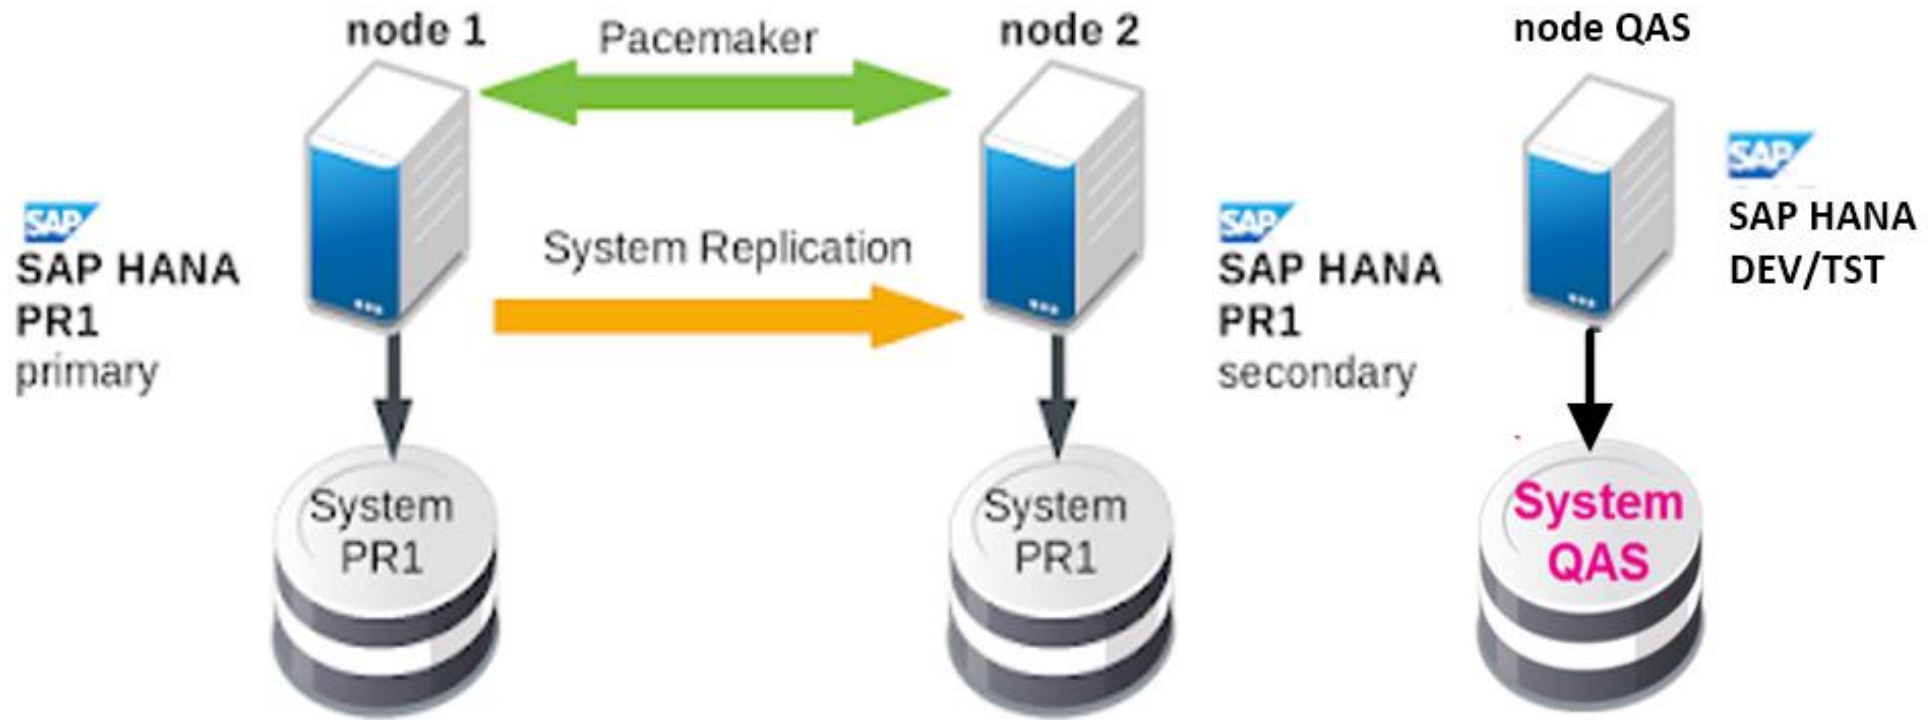 node 1
Pacemaker
node 2
node QAS
SAP
SAP HANA
PR1
primary
System Replication
SAP
SAP HANA
PR1
secondary
SAP
SAP HANA
DEV/TST
System
PR1
System
PR1
System
QAS